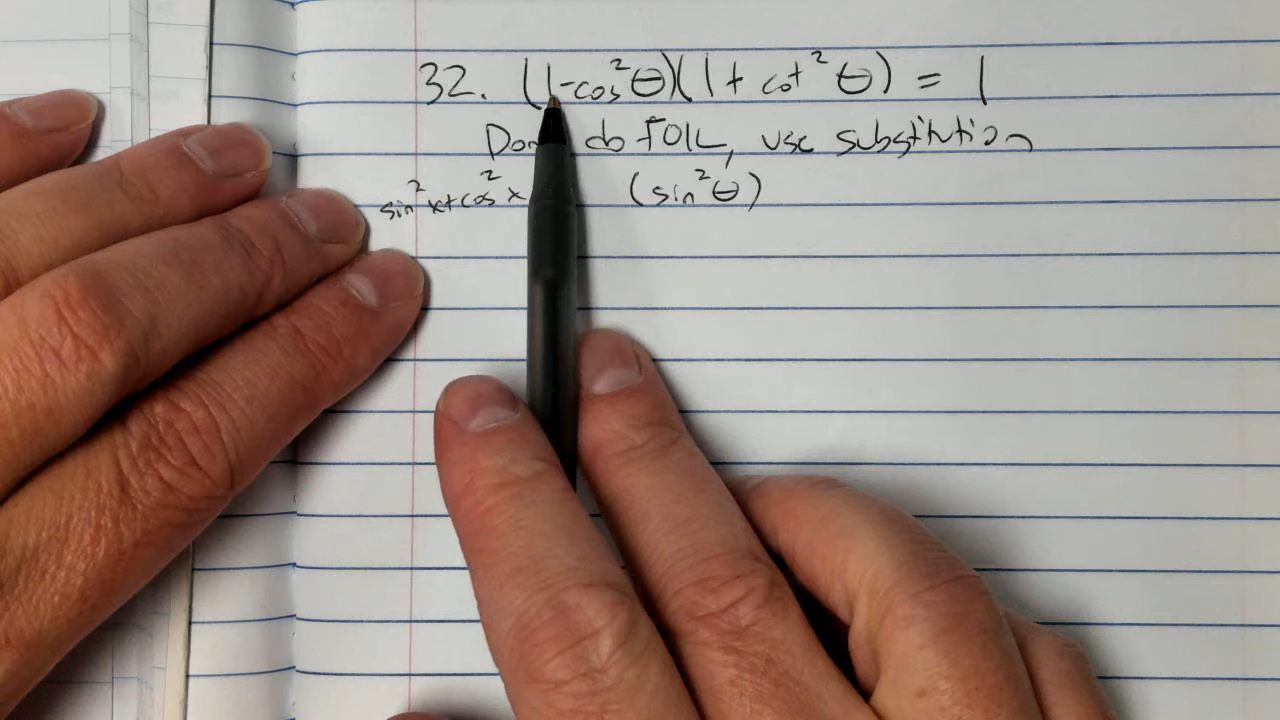 32. (1-cos²θ)(1+ cot²θ) = 1
do FOIL, use substitution
sin²x+cos²x (sin²θ)